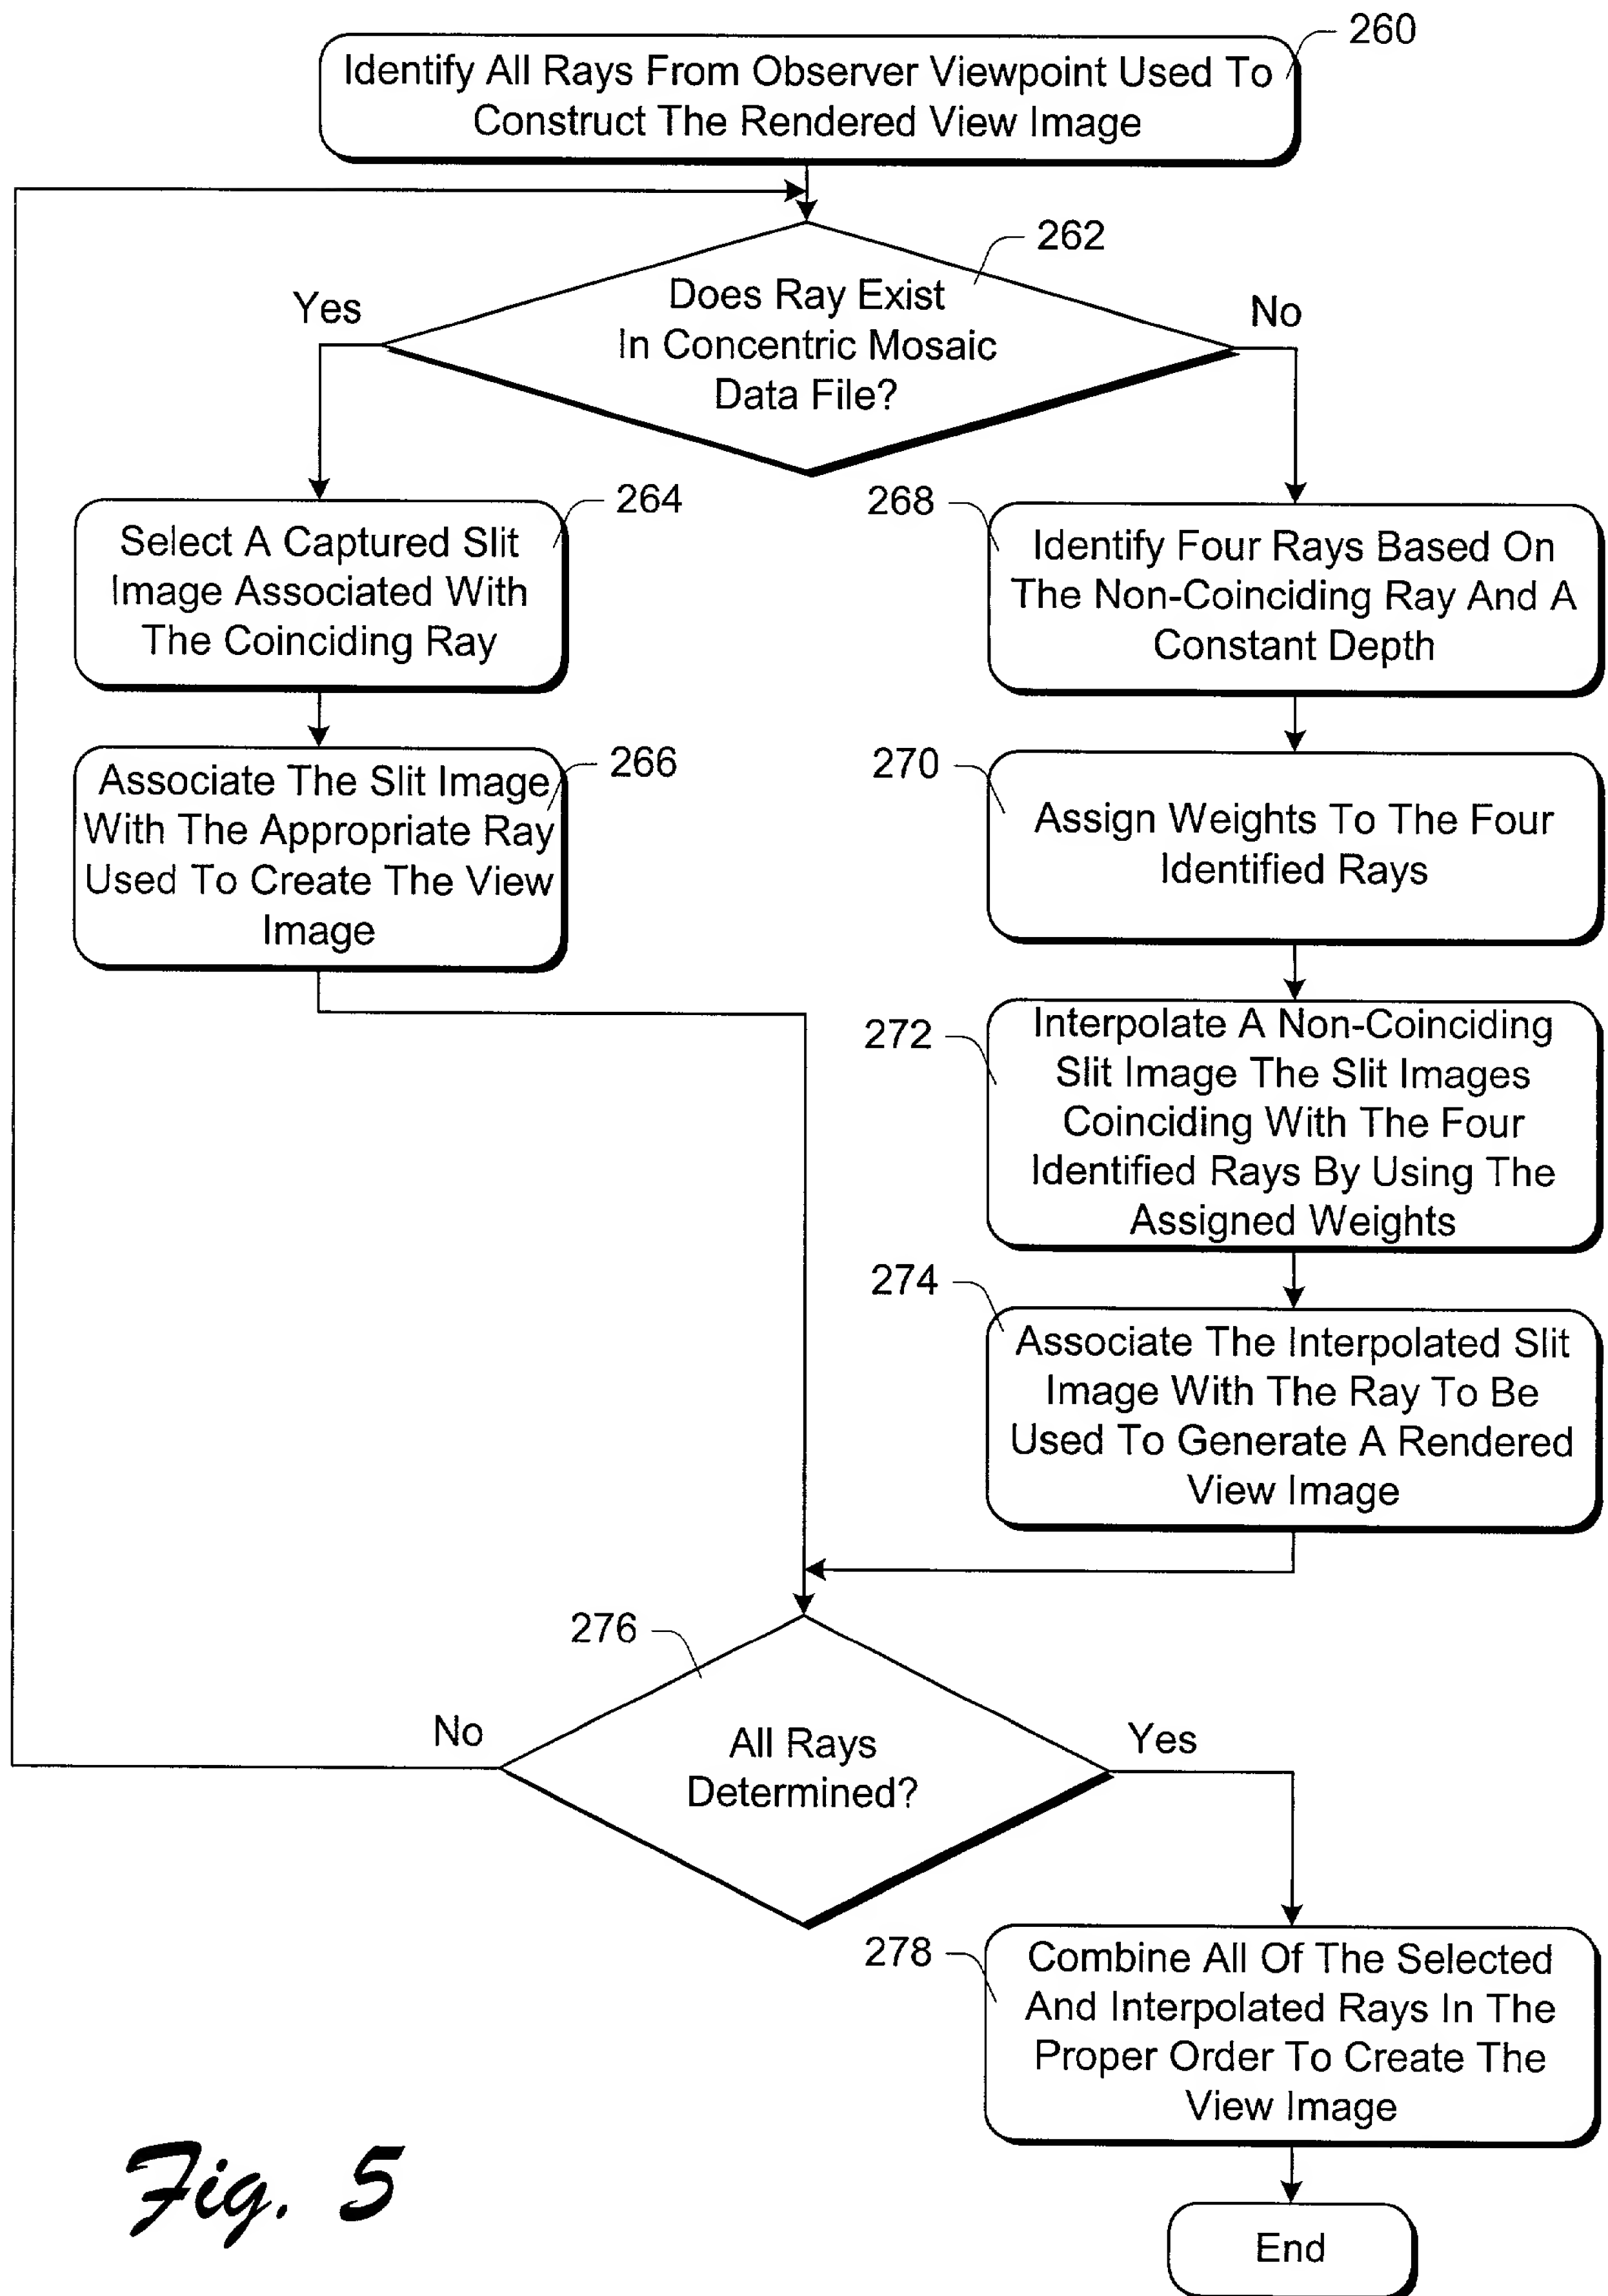 260
Identify All Rays From Observer Viewpoint Used To
Construct The Rendered View Image
262
Does Ray Exist
In Concentric Mosaic
Data File?
Yes
No
264
Select A Captured Slit
Image Associated With
The Coinciding Ray
266
Associate The Slit Image
With The Appropriate Ray
Used To Create The View
Image
268
Identify Four Rays Based On
The Non-Coinciding Ray And A
Constant Depth
270
Assign Weights To The Four
Identified Rays
272
Interpolate A Non-Coinciding
Slit Image The Slit Images
Coinciding With The Four
Identified Rays By Using The
Assigned Weights
274
Associate The Interpolated Slit
Image With The Ray To Be
Used To Generate A Rendered
View Image
276
All Rays
Determined?
No
Yes
278
Combine All Of The Selected
And Interpolated Rays In The
Proper Order To Create The
View Image
End
Fig. 5